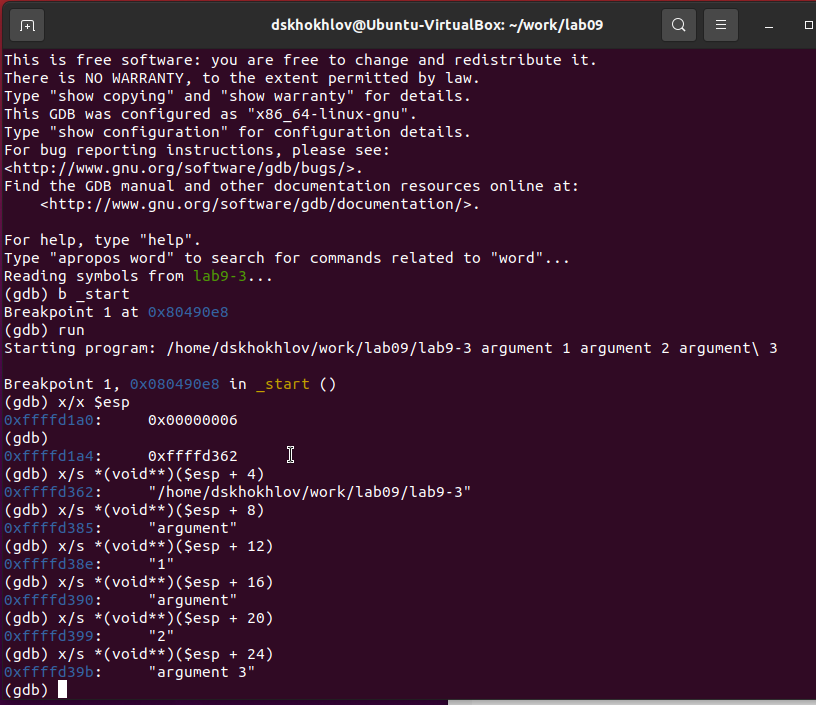 dskhokhlov@Ubuntu-VirtualBox: ~/work/lab09
This is free software: you are free to change and redistribute it.
There is NO WARRANTY, to the extent permitted by law.
Type "show copying" and "show warranty" for details.
This GDB was configured as "x86_64-linux-gnu".
Type "show configuration" for configuration details.
For bug reporting instructions, please see:
<http://www.gnu.org/software/gdb/bugs/>.
Find the GDB manual and other documentation resources online at:
    <http://www.gnu.org/software/gdb/documentation/>.

For help, type "help".
Type "apropos word" to search for commands related to "word"...
Reading symbols from lab9-3...
(gdb) b _start
Breakpoint 1 at 0x80490e8
(gdb) run
Starting program: /home/dskhokhlov/work/lab09/lab9-3 argument 1 argument 2 argument\ 3

Breakpoint 1, 0x080490e8 in _start ()
(gdb) x/x $esp
0xffffd1a0:     0x00000006
(gdb)
0xffffd1a4:     0xffffd362
(gdb) x/s *(void**)($esp + 4)
0xffffd362:     "/home/dskhokhlov/work/lab09/lab9-3"
(gdb) x/s *(void**)($esp + 8)
0xffffd385:     "argument"
(gdb) x/s *(void**)($esp + 12)
0xffffd38e:     "1"
(gdb) x/s *(void**)($esp + 16)
0xffffd390:     "argument"
(gdb) x/s *(void**)($esp + 20)
0xffffd399:     "2"
(gdb) x/s *(void**)($esp + 24)
0xffffd39b:     "argument 3"
(gdb)